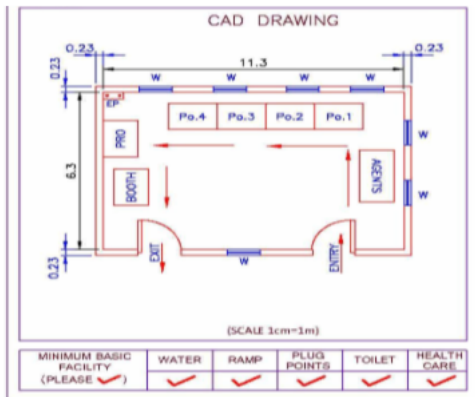 CAD DRAWING
0.23
0.23
11.3
0.23
W
W
W
W
EP
Po.4
Po.3
Po.2
Po.1
PRO
W
6.3
AGENTS
BOOTH
W
EXIT
ENTRY
0.23
W
(SCALE 1cm=1m)
MINIMUM BASIC
FACILITY
(PLEASE ✓)
WATER
RAMP
PLUG
POINTS
TOILET
HEALTH
CARE